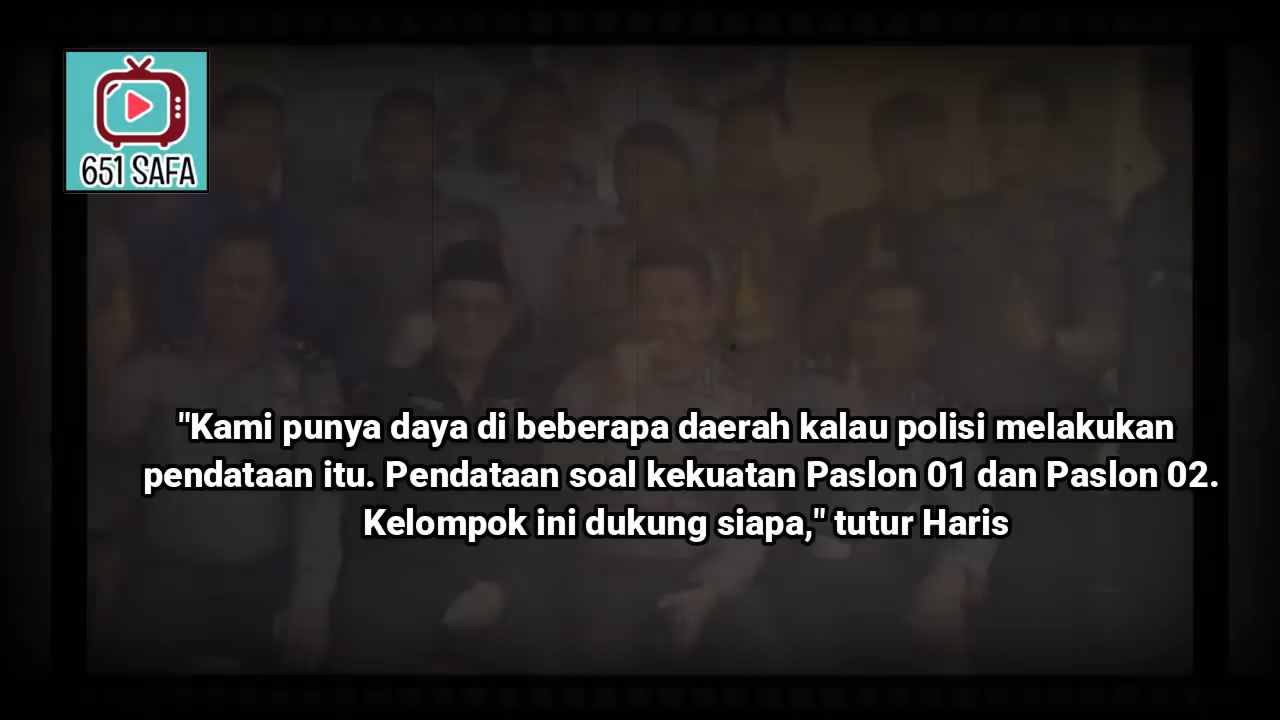 651 SAFA
"Kami punya daya di beberapa daerah kalau polisi melakukan
pendataan itu. Pendataan soal kekuatan Paslon 01 dan Paslon 02.
Kelompok ini dukung siapa," tutur Haris